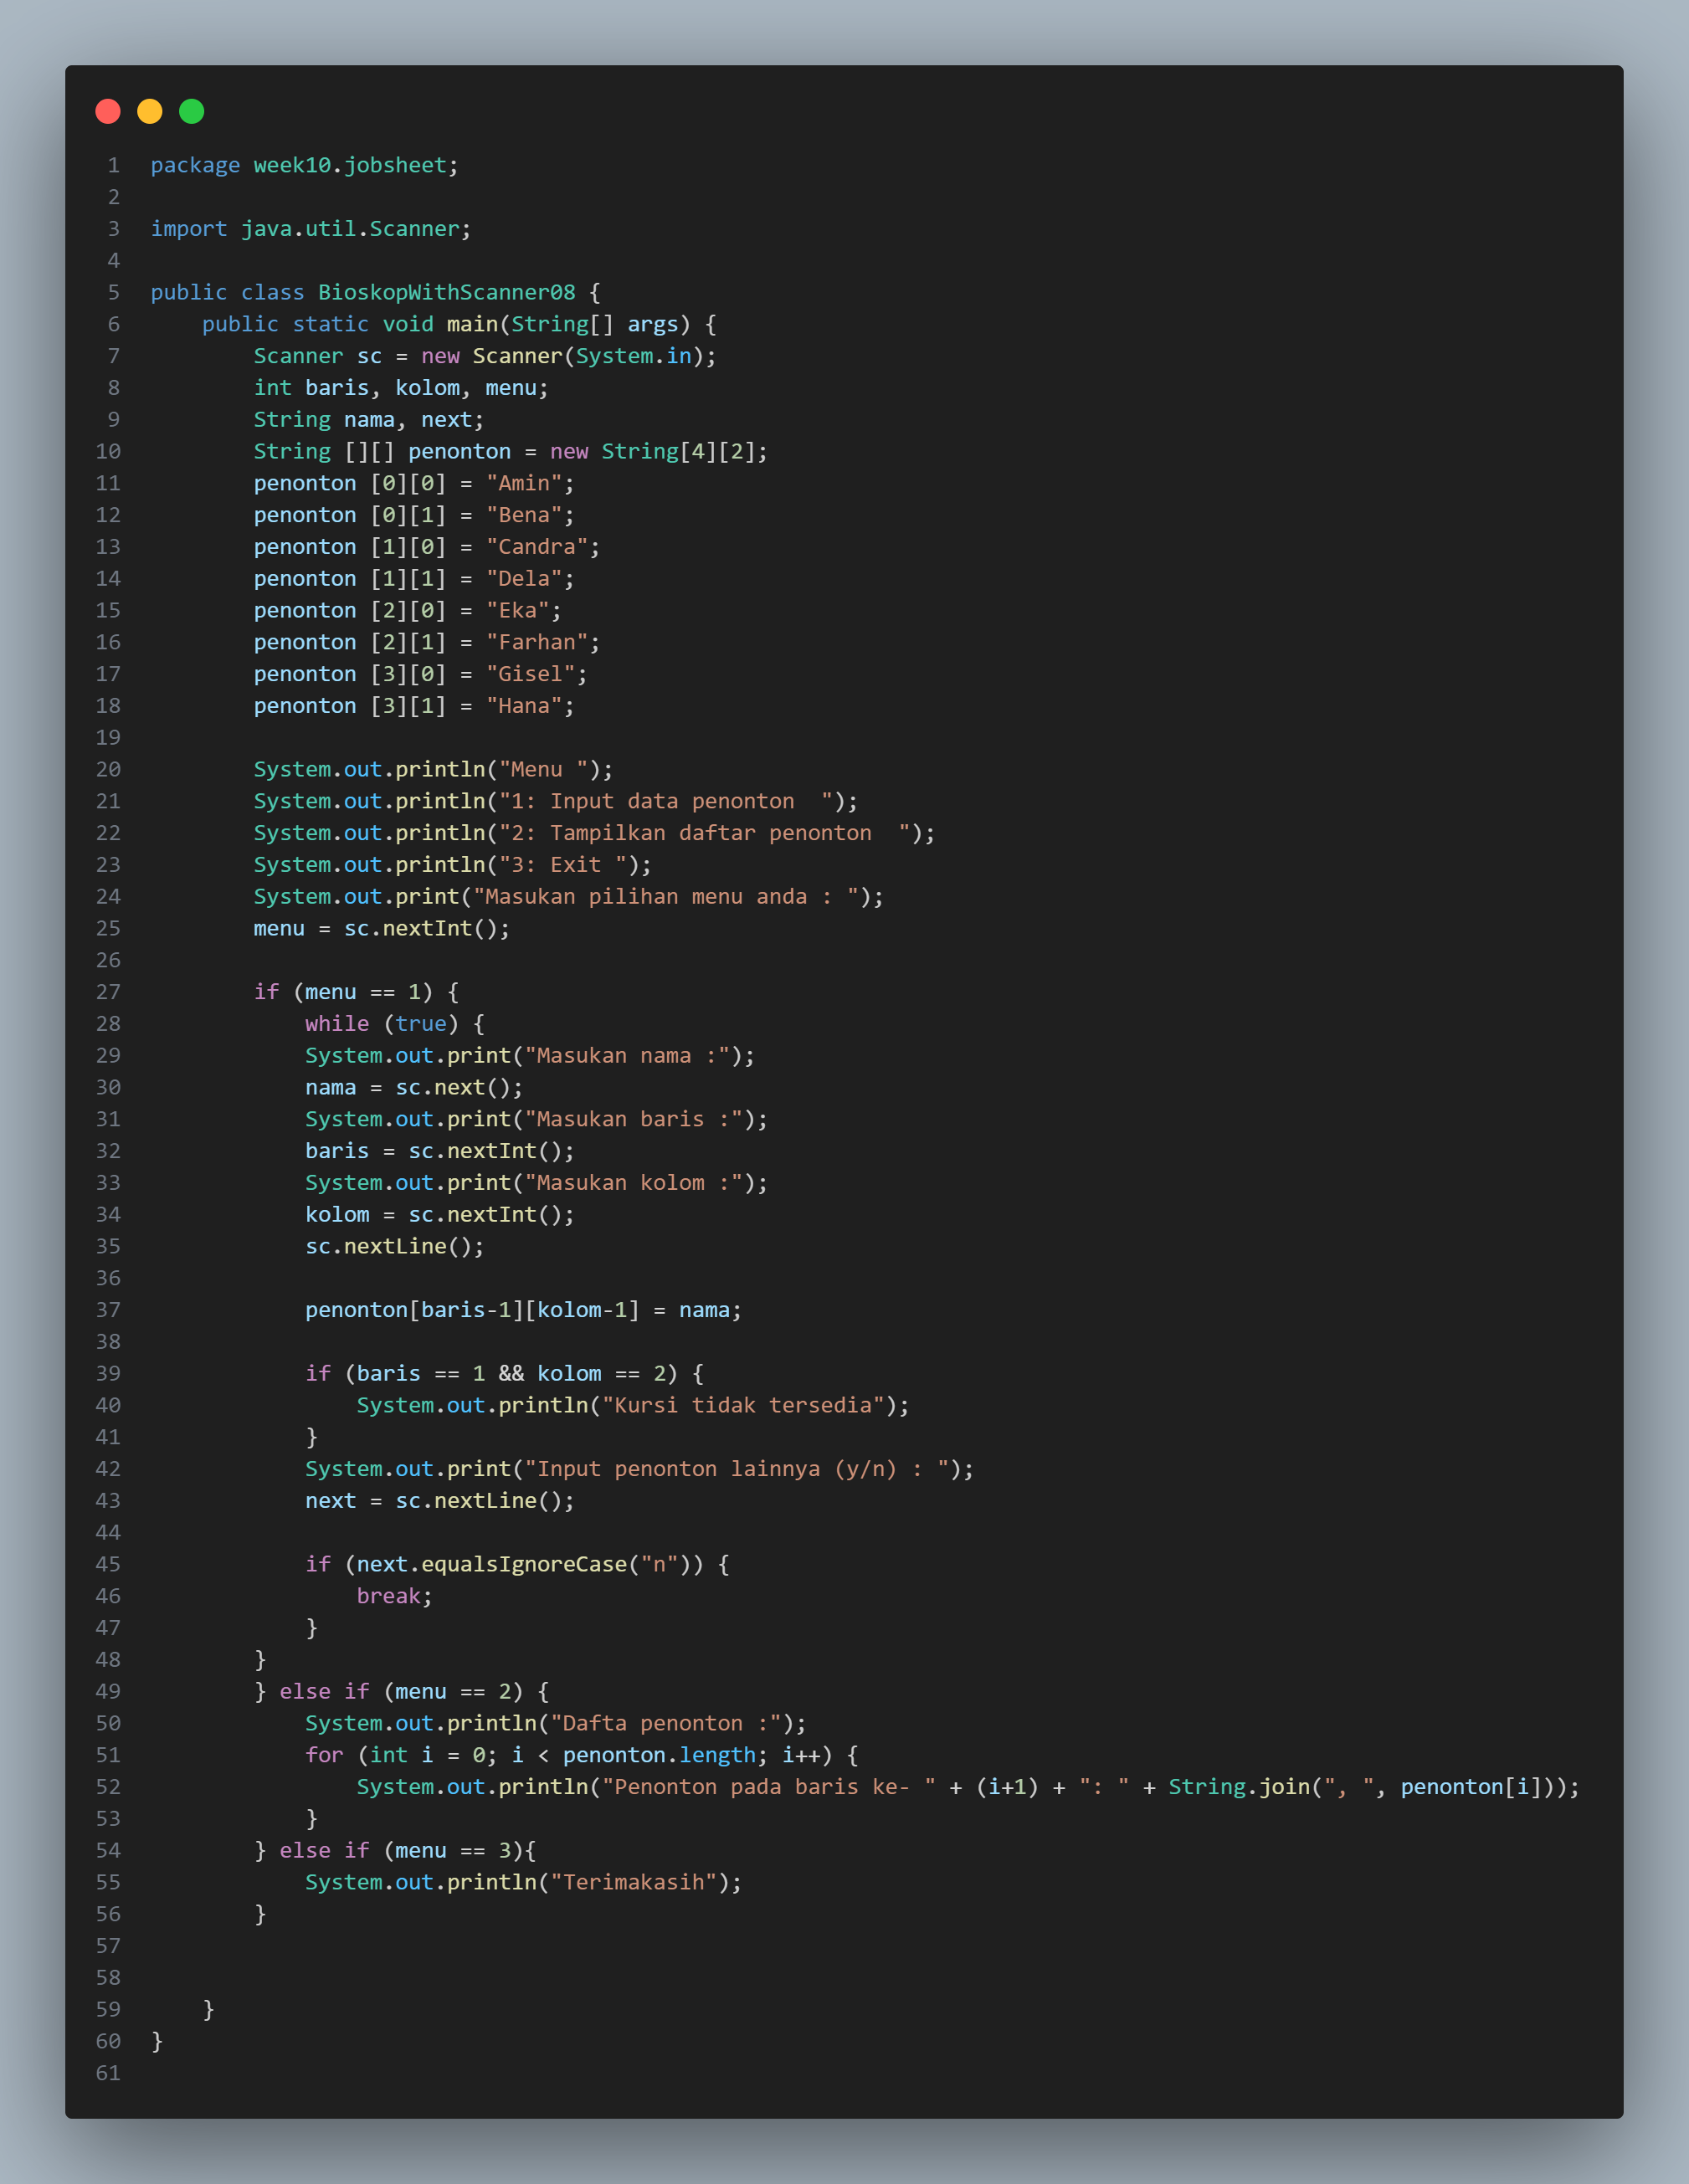 1 package week10.jobsheet;
2
3 import java.util.Scanner;
4
5 public class BioskopWithScanner08 {
6     public static void main(String[] args) {
7         Scanner sc = new Scanner(System.in);
8         int baris, kolom, menu;
9         String nama, next;
10         String [][] penonton = new String[4][2];
11         penonton [0][0] = "Amin";
12         penonton [0][1] = "Bena";
13         penonton [1][0] = "Candra";
14         penonton [1][1] = "Dela";
15         penonton [2][0] = "Eka";
16         penonton [2][1] = "Farhan";
17         penonton [3][0] = "Gisel";
18         penonton [3][1] = "Hana";
19
20         System.out.println("Menu ");
21         System.out.println("1: Input data penonton  ");
22         System.out.println("2: Tampilkan daftar penonton  ");
23         System.out.println("3: Exit ");
24         System.out.print("Masukan pilihan menu anda : ");
25         menu = sc.nextInt();
26
27         if (menu == 1) {
28             while (true) {
29             System.out.print("Masukan nama :");
30             nama = sc.next();
31             System.out.print("Masukan baris :");
32             baris = sc.nextInt();
33             System.out.print("Masukan kolom :");
34             kolom = sc.nextInt();
35             sc.nextLine();
36
37             penonton[baris-1][kolom-1] = nama;
38
39             if (baris == 1 && kolom == 2) {
40                 System.out.println("Kursi tidak tersedia");
41             }
42             System.out.print("Input penonton lainnya (y/n) : ");
43             next = sc.nextLine();
44
45             if (next.equalsIgnoreCase("n")) {
46                 break;
47             }
48         }
49         } else if (menu == 2) {
50             System.out.println("Dafta penonton :");
51             for (int i = 0; i < penonton.length; i++) {
52                 System.out.println("Penonton pada baris ke- " + (i+1) + ": " + String.join(", ", penonton[i]));
53             }
54         } else if (menu == 3){
55             System.out.println("Terimakasih");
56         }
57
58
59     }
60 }
61